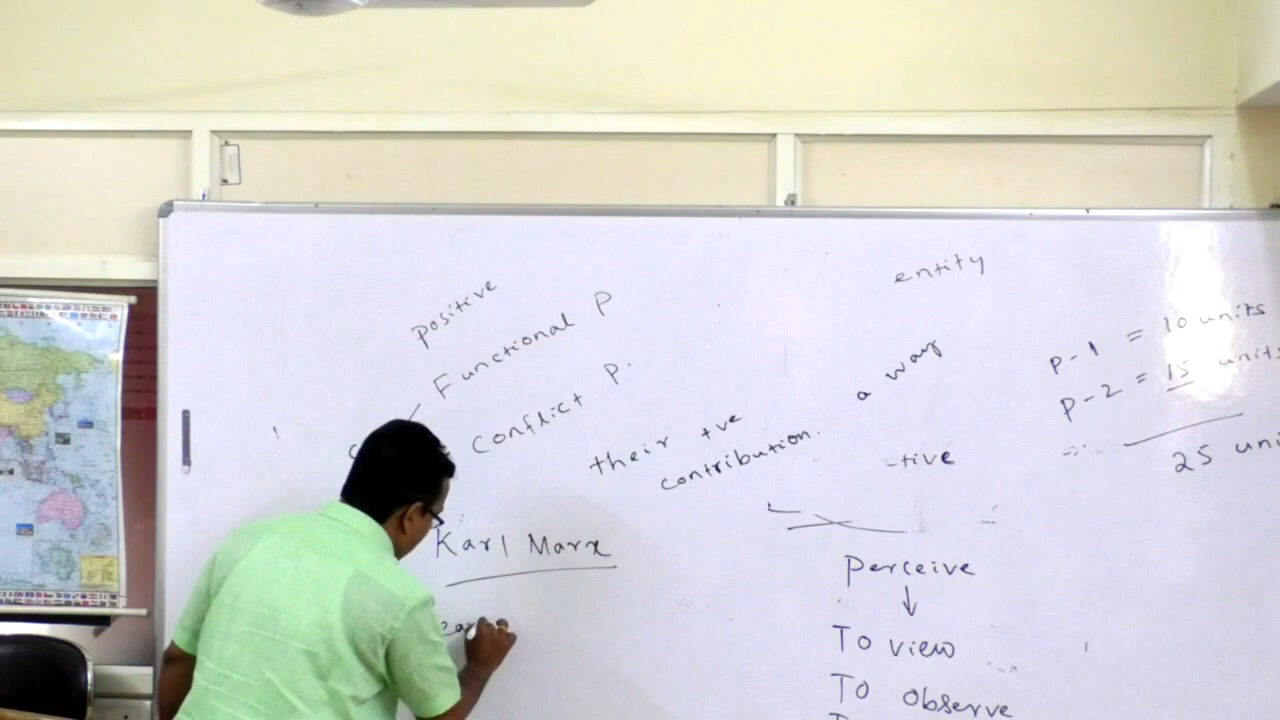 positive
Functional P
Conflict P.
their +ve
contribution.
Karl Marx
entity
a way
-tive
Perceive
↓
To view
To observe
P-1 = 10 units
P-2 = 15 units
25 uni